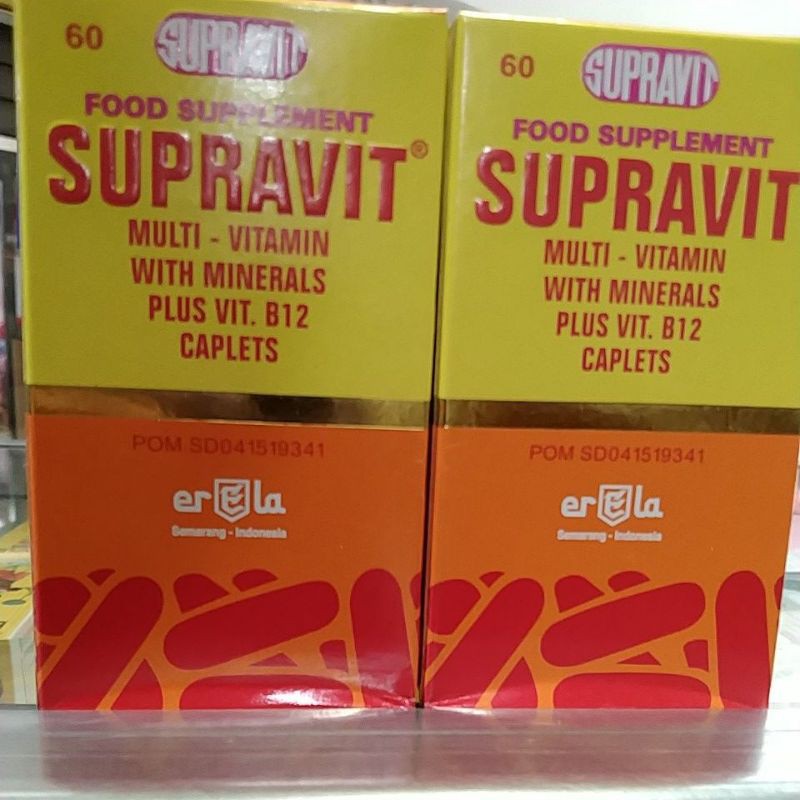 60
SUPRAVIT
FOOD SUPPLEMENT
SUPRAVIT®
MULTI - VITAMIN
WITH MINERALS
PLUS VIT. B12
CAPLETS
POM SD041519341
erEla
Semarang - Indonesia
60
SUPRAVIT
FOOD SUPPLEMENT
SUPRAVIT
MULTI - VITAMIN
WITH MINERALS
PLUS VIT. B12
CAPLETS
POM SD041519341
erEla
Semarang - Indonesia